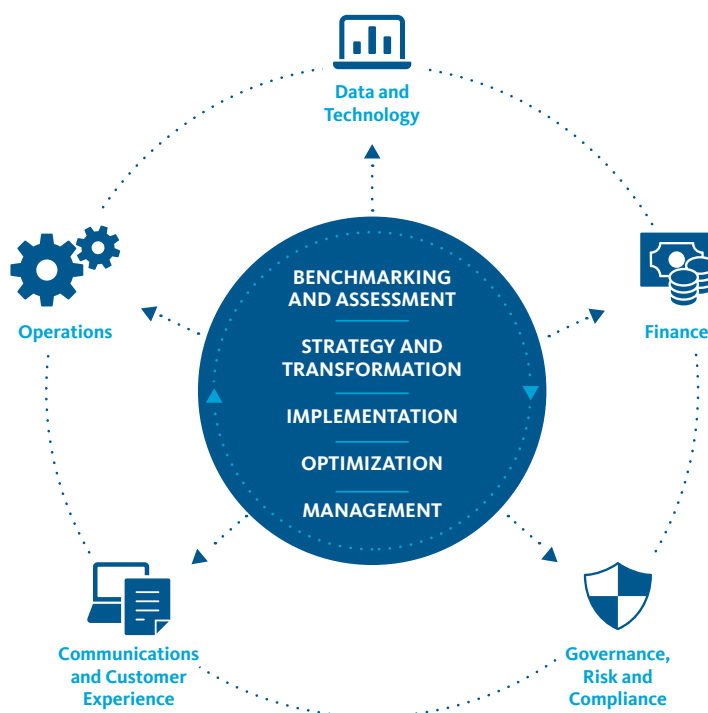 Data and
Technology
BENCHMARKING
AND ASSESSMENT
STRATEGY AND
TRANSFORMATION
IMPLEMENTATION
OPTIMIZATION
MANAGEMENT
Operations
Finance
Communications
and Customer
Experience
Governance,
Risk and
Compliance